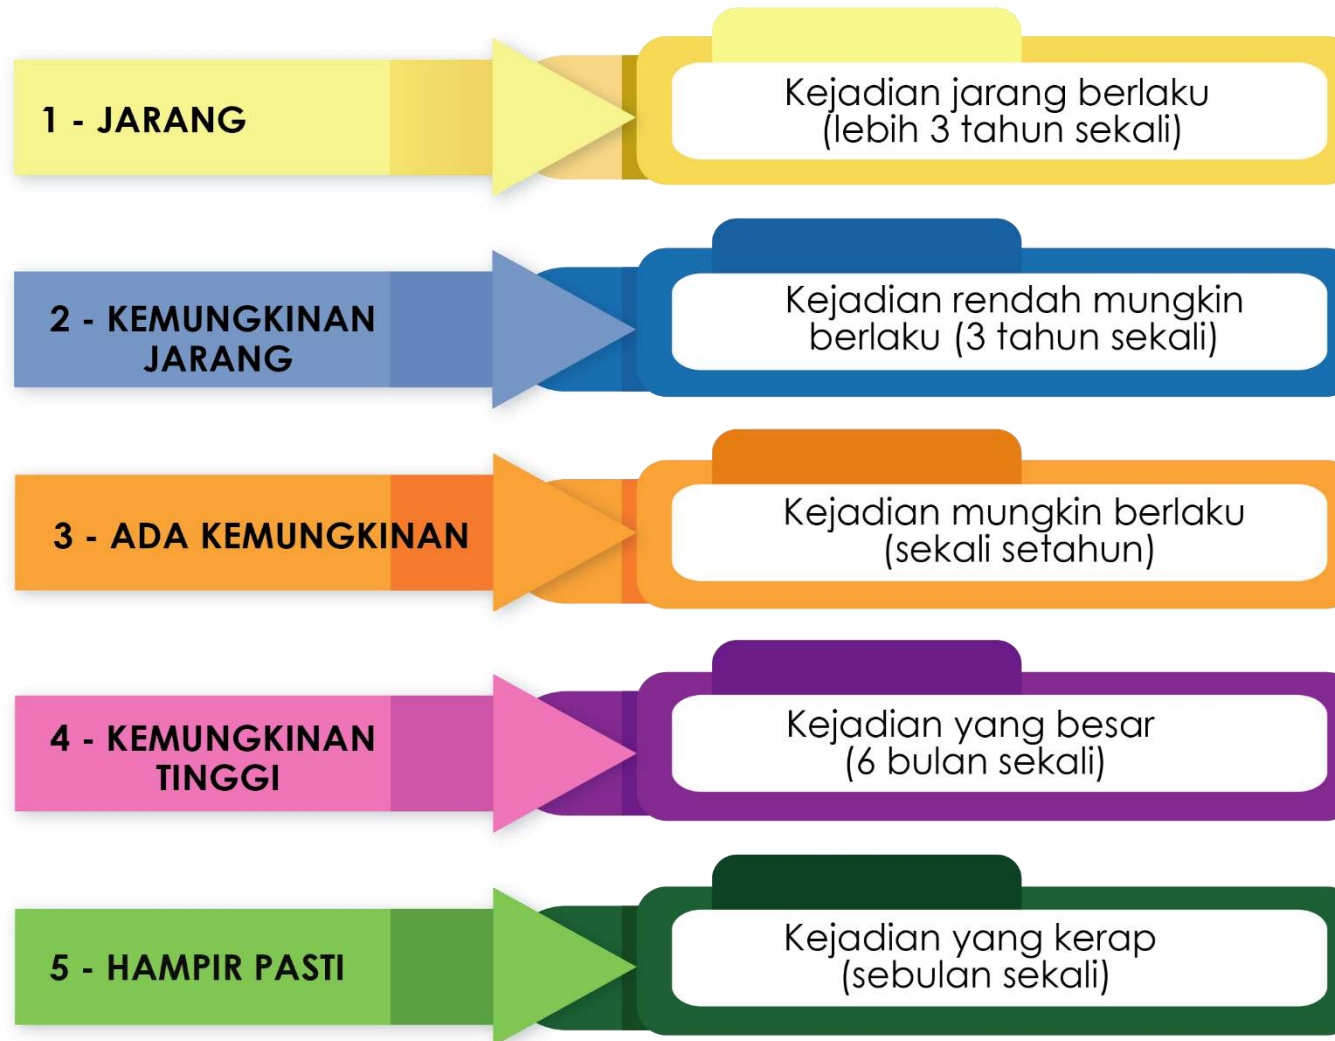 1 - JARANG
Kejadian jarang berlaku
(lebih 3 tahun sekali)
2 - KEMUNGKINAN
JARANG
Kejadian rendah mungkin
berlaku (3 tahun sekali)
3 - ADA KEMUNGKINAN
Kejadian mungkin berlaku
(sekali setahun)
4 - KEMUNGKINAN
TINGGI
Kejadian yang besar
(6 bulan sekali)
5 - HAMPIR PASTI
Kejadian yang kerap
(sebulan sekali)